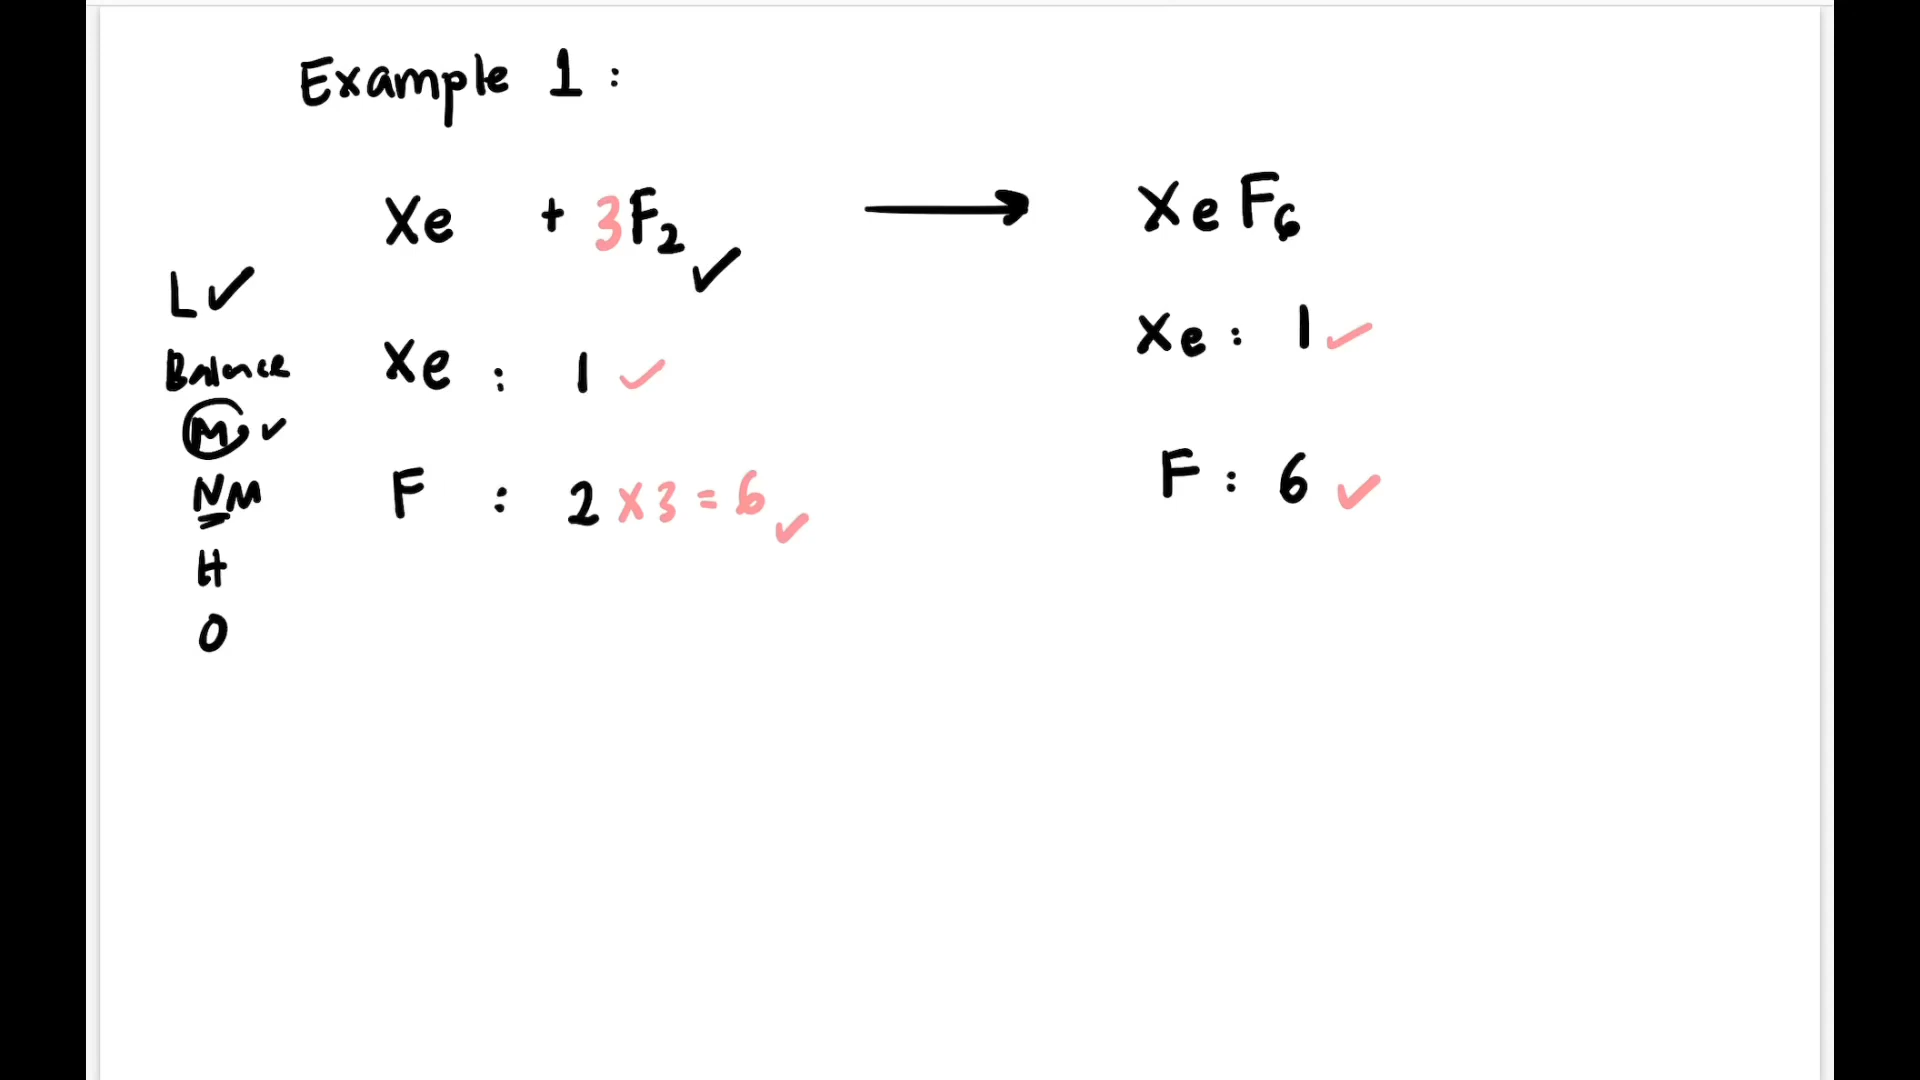 Example 1 :
Xe + 3F₂ ✓ → XeF₆
L ✓
Xe : 1 ✓
Balance Xe : 1 ✓
M ✓
NM F : 2 x 3 = 6 ✓ F : 6 ✓
H
O